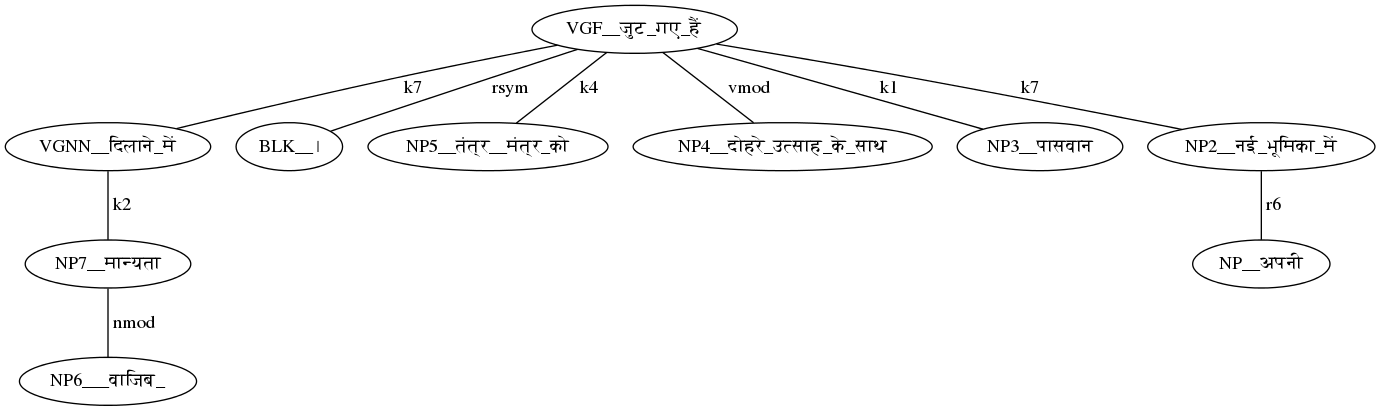 VGF__जुट_गए_हैं
k7 rsym k4 vmod k1 k7
VGNN__दिलाने_में BLK__। NP5__तंत्र__मंत्र_को NP4__दोहरे_उत्साह_के_साथ NP3__पासवान NP2__नई_भूमिका_में
k2 r6
NP7__मान्यता NP__अपनी
nmod
NP6___वाजिब_